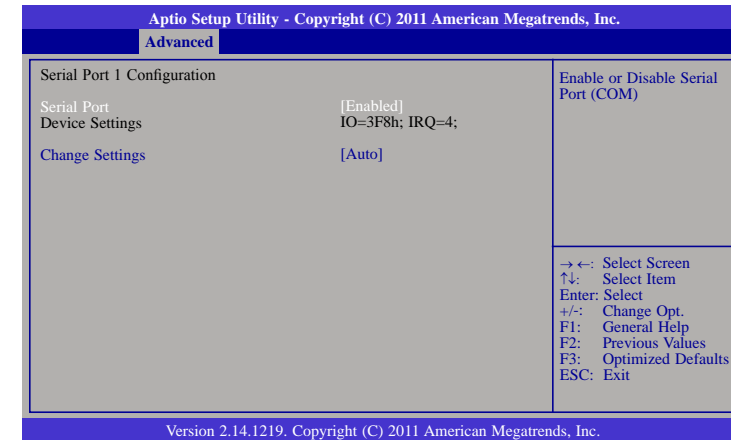 Aptio Setup Utility - Copyright (C) 2011 American Megatrends, Inc.
Advanced
Serial Port 1 Configuration
Serial Port [Enabled]
Device Settings IO=3F8h; IRQ=4;
Change Settings [Auto]
Enable or Disable Serial
Port (COM)
→←: Select Screen
↑↓: Select Item
Enter: Select
+/-: Change Opt.
F1: General Help
F2: Previous Values
F3: Optimized Defaults
ESC: Exit
Version 2.14.1219. Copyright (C) 2011 American Megatrends, Inc.